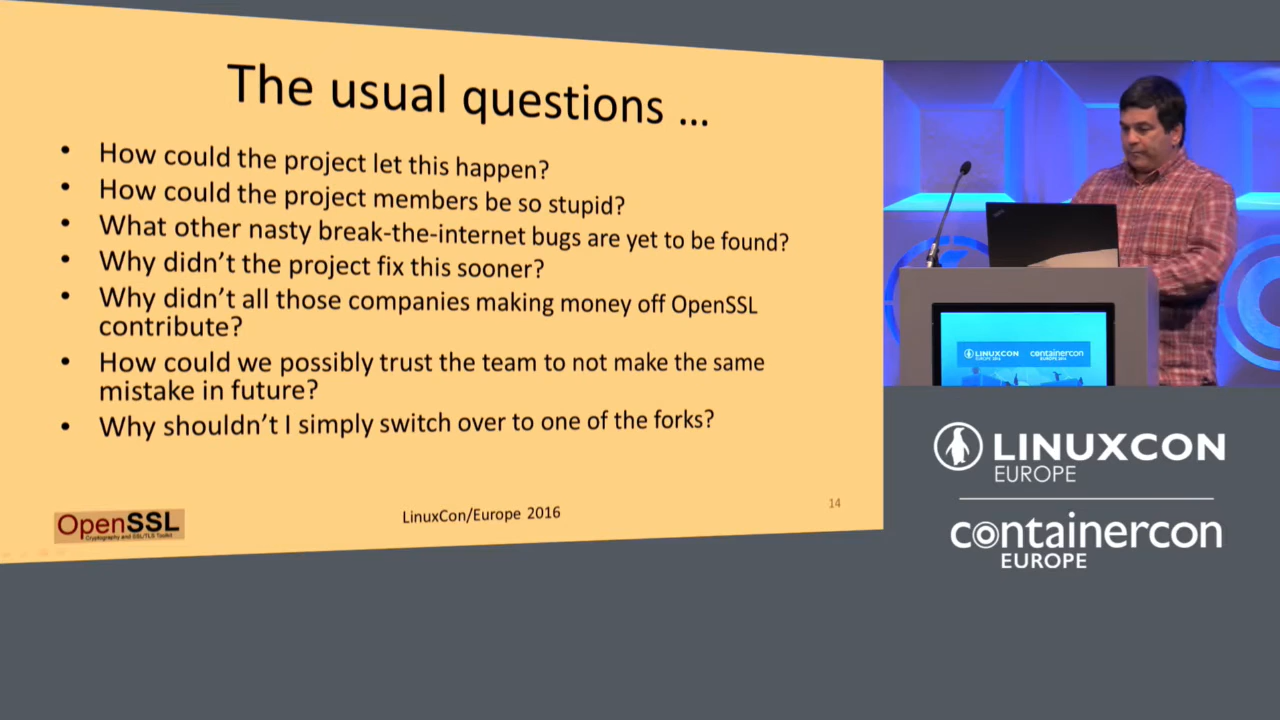 The usual questions ...
• How could the project let this happen?
• How could the project members be so stupid?
• What other nasty break-the-internet bugs are yet to be found?
• Why didn't the project fix this sooner?
• Why didn't all those companies making money off OpenSSL
contribute?
• How could we possibly trust the team to not make the same
mistake in future?
• Why shouldn't I simply switch over to one of the forks?
OpenSSL
Cryptography and SSL/TLS Toolkit
LinuxCon/Europe 2016
14
LINUXCON
containercon
LINUXCON
EUROPE
containercon
EUROPE